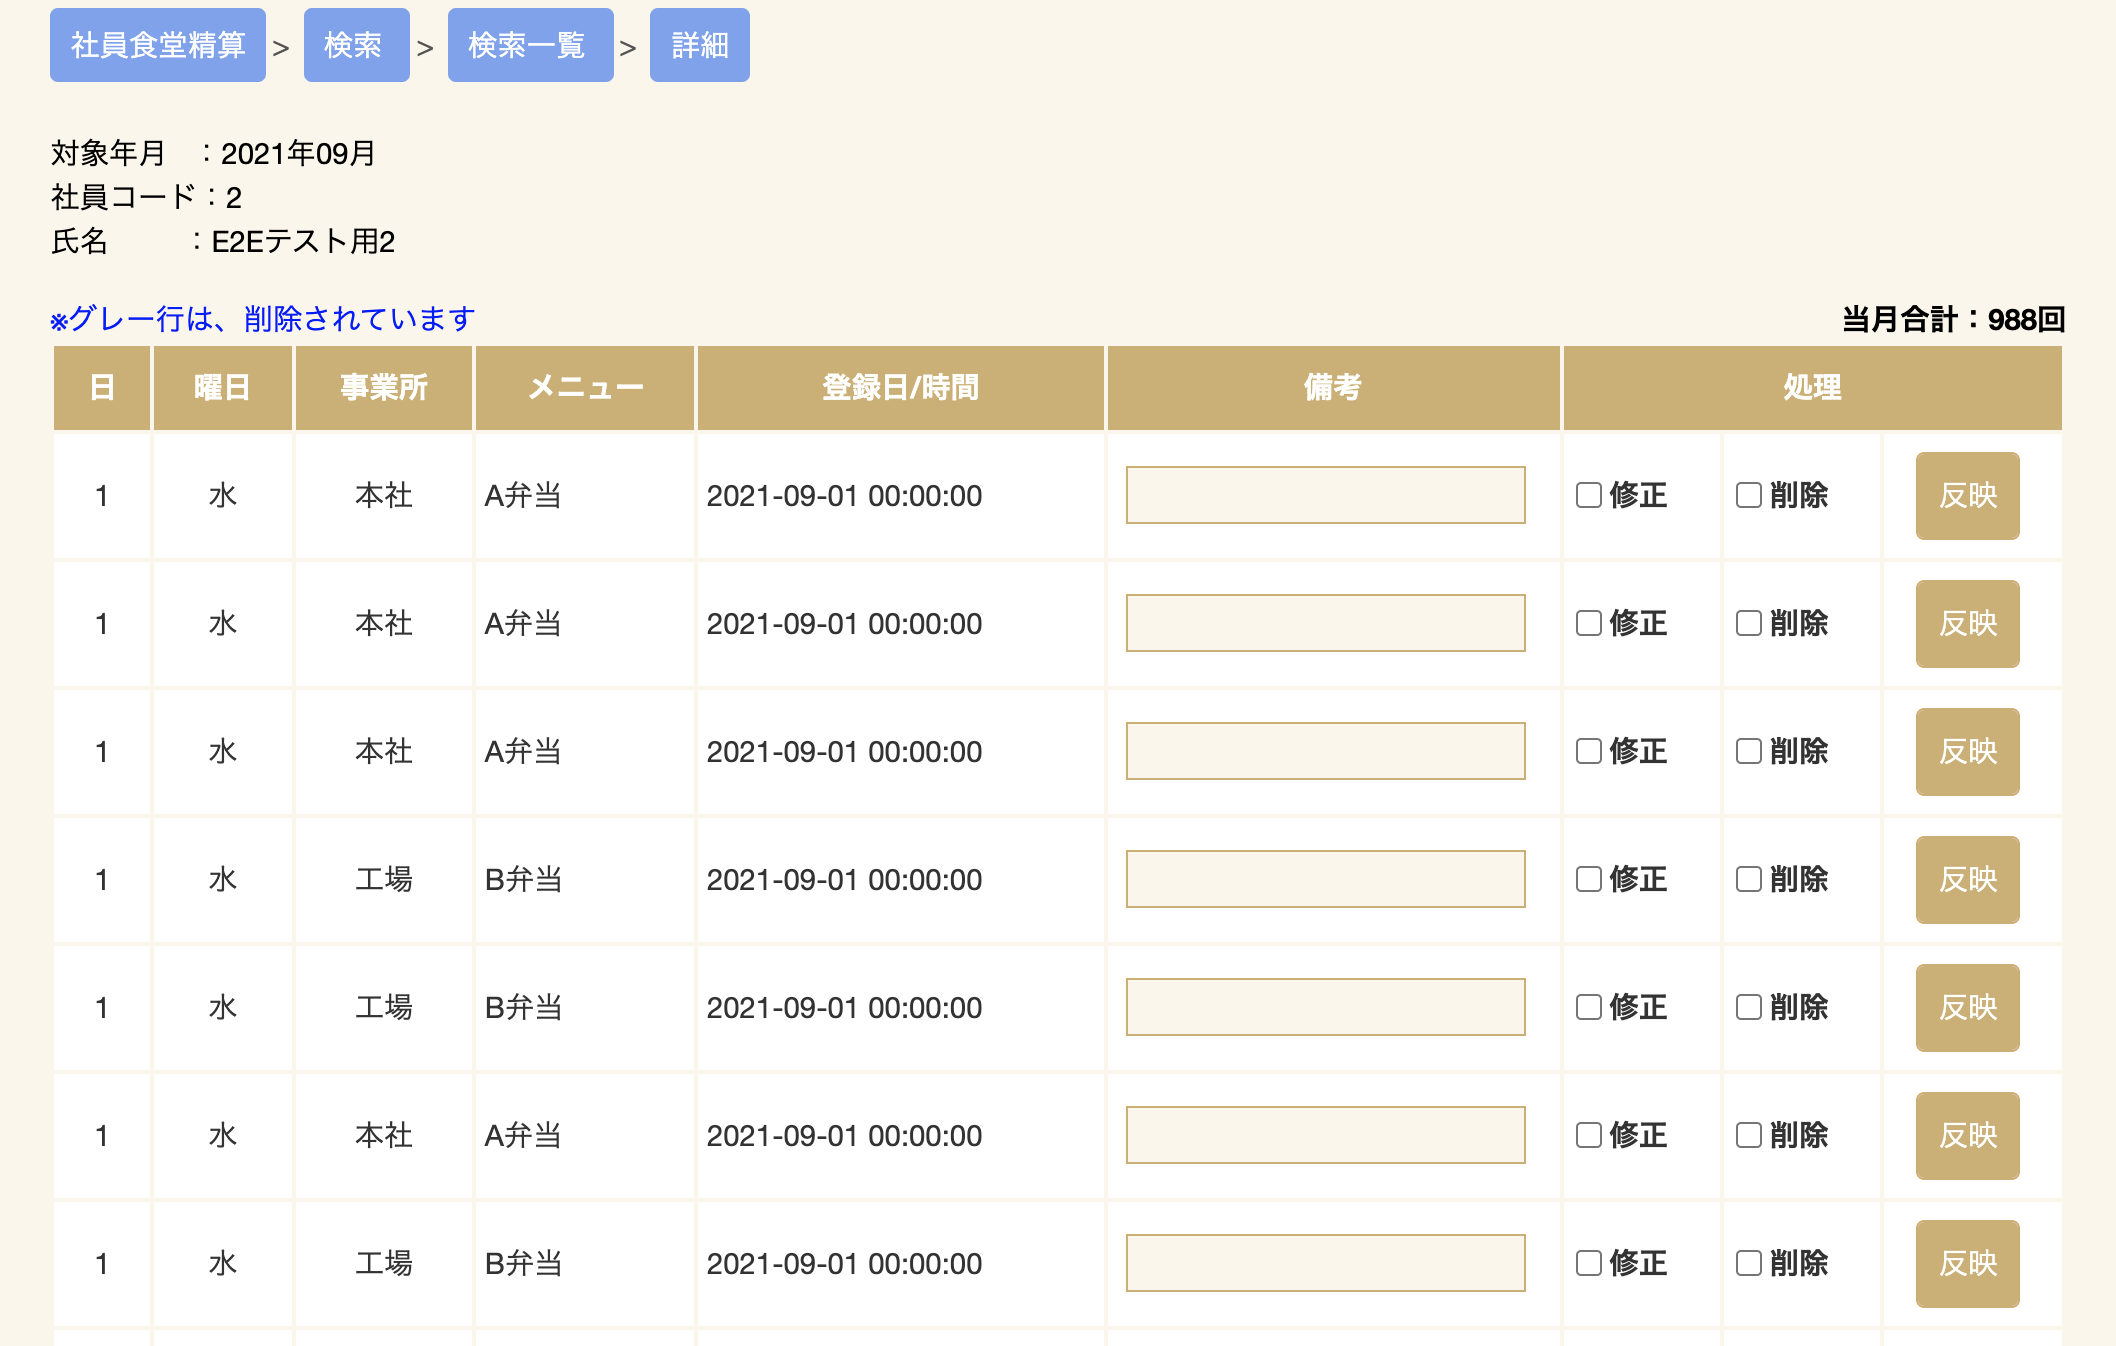 社員食堂精算 > 検索 > 検索一覧 > 詳細
対象年月　：2021年09月
社員コード：2
氏名　　　：E2Eテスト用2
※グレー行は、削除されています 当月合計：988回
日 曜日 事業所 メニュー 登録日/時間 備考 処理
1 水 本社 A弁当 2021-09-01 00:00:00 修正 削除 反映
1 水 本社 A弁当 2021-09-01 00:00:00 修正 削除 反映
1 水 本社 A弁当 2021-09-01 00:00:00 修正 削除 反映
1 水 工場 B弁当 2021-09-01 00:00:00 修正 削除 反映
1 水 工場 B弁当 2021-09-01 00:00:00 修正 削除 反映
1 水 本社 A弁当 2021-09-01 00:00:00 修正 削除 反映
1 水 工場 B弁当 2021-09-01 00:00:00 修正 削除 反映